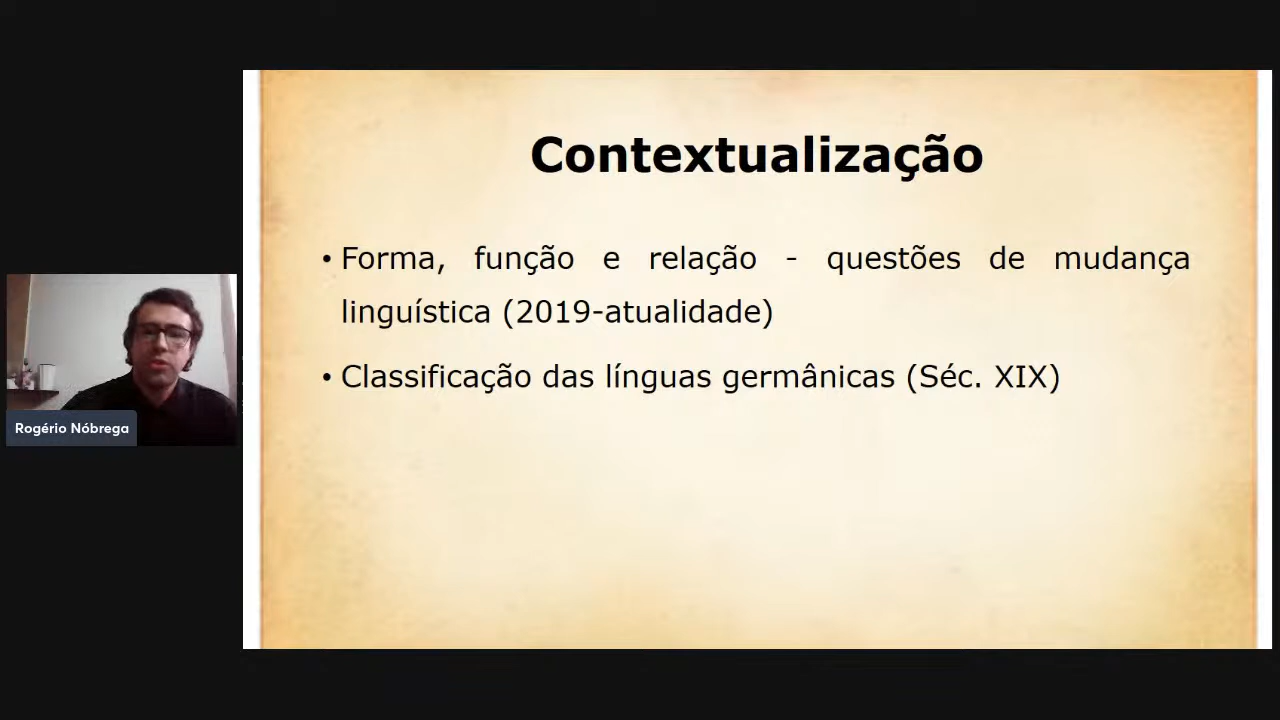 Contextualização
• Forma, função e relação - questões de mudança
linguística (2019-atualidade)
• Classificação das línguas germânicas (Séc. XIX)
Rogério Nóbrega